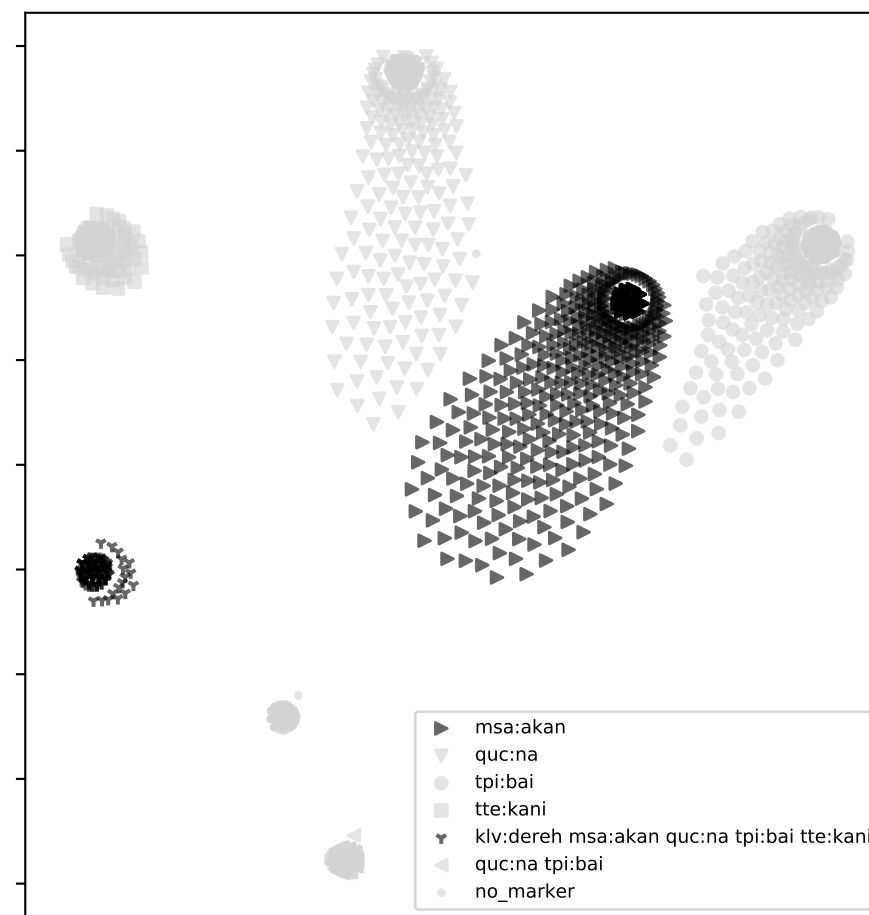 msa:akan
quc:na
tpi:bai
tte:kani
klv:dereh msa:akan quc:na tpi:bai tte:kani
quc:na tpi:bai
no_marker